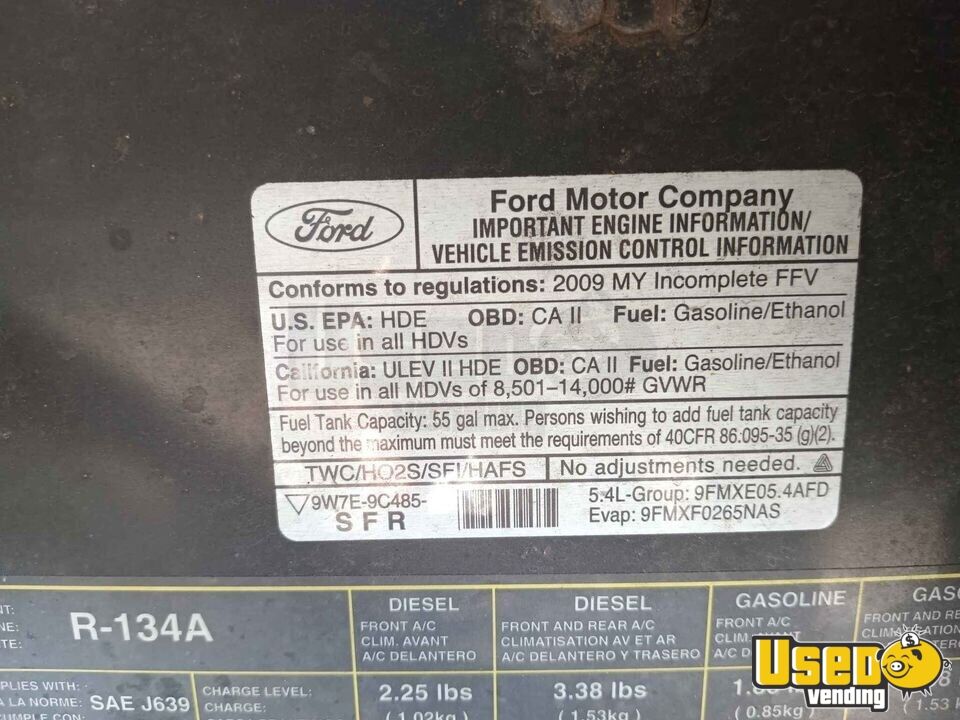 Ford
Ford Motor Company
IMPORTANT ENGINE INFORMATION/
VEHICLE EMISSION CONTROL INFORMATION
Conforms to regulations: 2009 MY Incomplete FFV
U.S. EPA: HDE OBD: CA II Fuel: Gasoline/Ethanol
For use in all HDVs
California: ULEV II HDE OBD: CA II Fuel: Gasoline/Ethanol
For use in all MDVs of 8,501–14,000# GVWR
Fuel Tank Capacity: 55 gal max. Persons wishing to add fuel tank capacity
beyond the maximum must meet the requirements of 40CFR 86.095-35 (g)(2).
TWC/HO2S/SFI/HAFS No adjustments needed.
9W7E-9C485-
SFR
5.4L-Group: 9FMXE05.4AFD
Evap: 9FMXF0265NAS
R-134A
DIESEL
FRONT A/C
CLIM. AVANT
A/C DELANTERO
DIESEL
FRONT AND REAR A/C
CLIMATISATION AV ET AR
A/C DELANTERO Y TRASERO
GASOLINE
FRONT A/C
CLIM. AVANT
A/C
FRONT AND
SAE J639
CHARGE LEVEL:
CHARGE:
2.25 lbs
(1.02kg)
3.38 lbs
(1.53kg)
(0.85kg)
(1.53
Used
vending